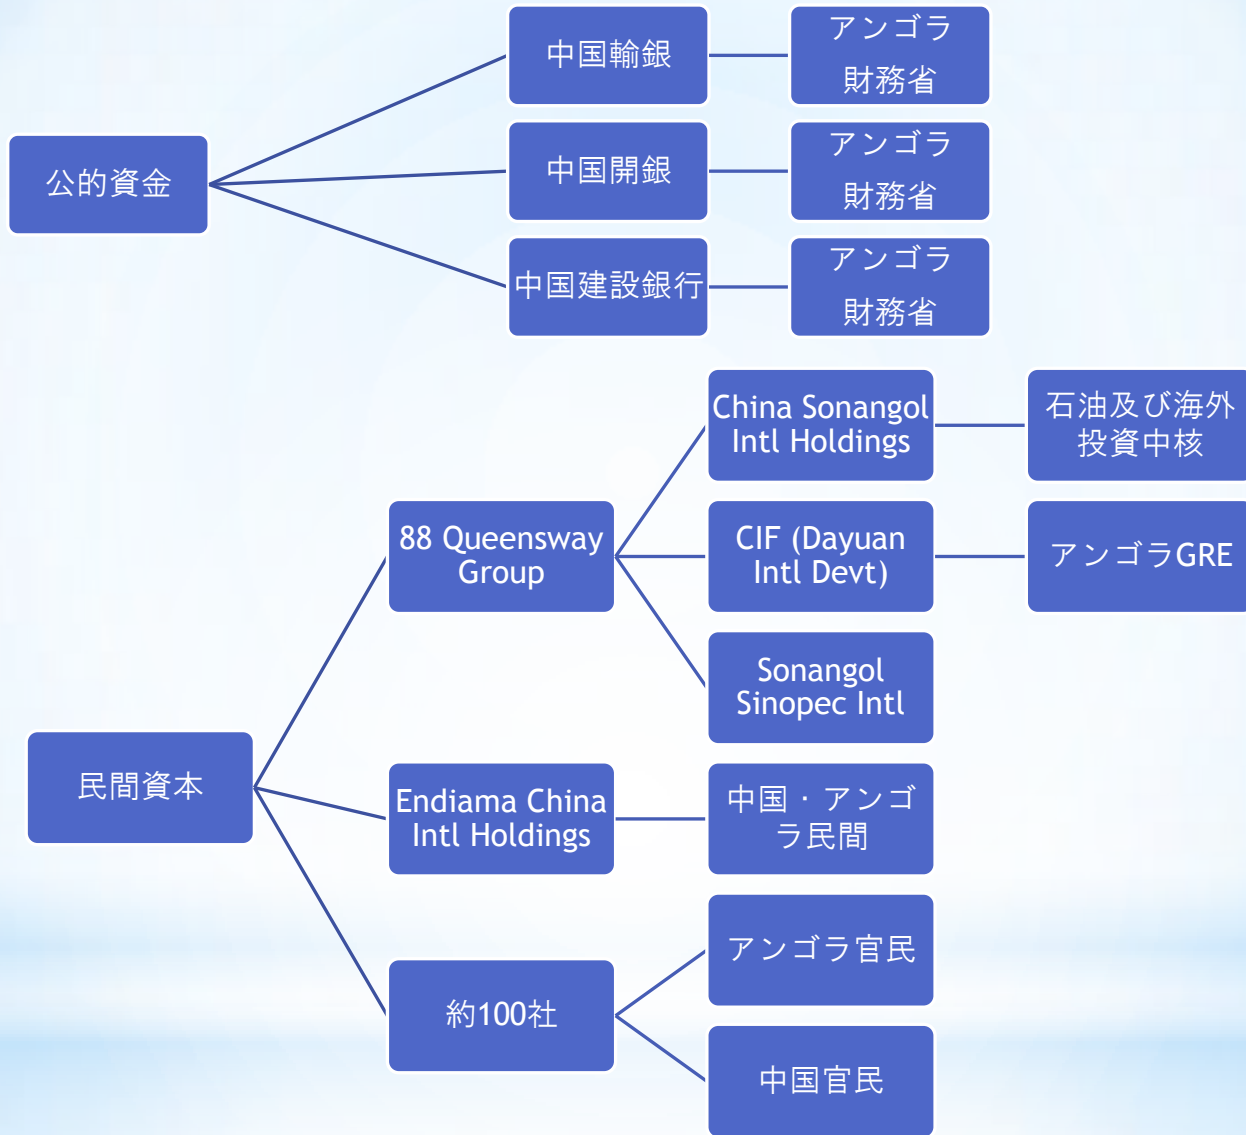 公的資金
中国輸銀
アンゴラ
財務省
中国開銀
アンゴラ
財務省
中国建設銀行
アンゴラ
財務省
民間資本
88 Queensway
Group
China Sonangol
Intl Holdings
石油及び海外
投資中核
CIF (Dayuan
Intl Devt)
アンゴラGRE
Sonangol
Sinopec Intl
Endiama China
Intl Holdings
中国・アンゴ
ラ民間
約100社
アンゴラ官民
中国官民